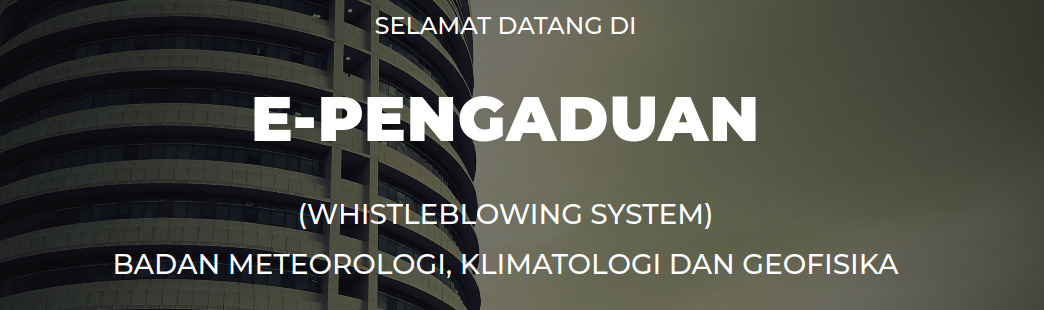 SELAMAT DATANG DI
E-PENGADUAN
(WHISTLEBLOWING SYSTEM)
BADAN METEOROLOGI, KLIMATOLOGI DAN GEOFISIKA